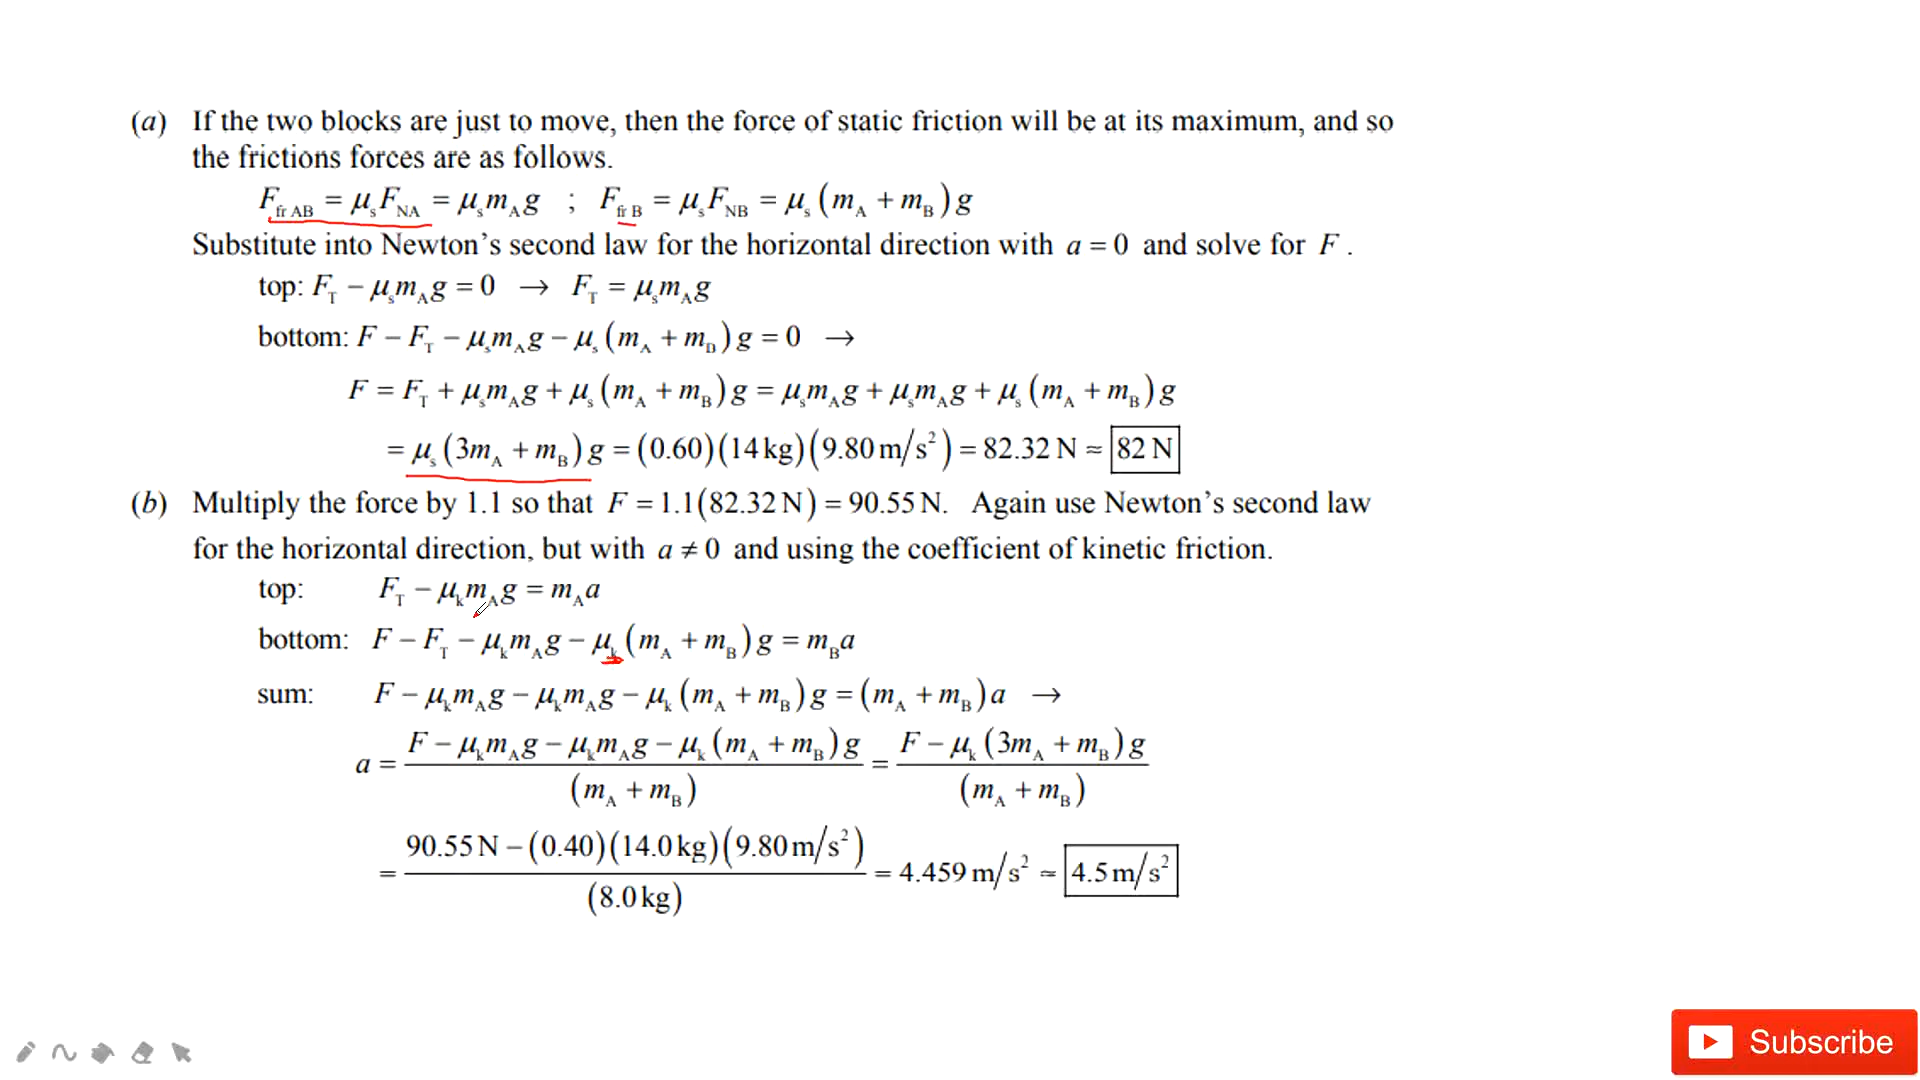 (a) If the two blocks are just to move, then the force of static friction will be at its maximum, and so
the frictions forces are as follows.
F_fr AB = μ_s F_NA = μ_s m_A g ; F_fr B = μ_s F_NB = μ_s (m_A + m_B) g
Substitute into Newton's second law for the horizontal direction with a = 0 and solve for F .
top: F_T − μ_s m_A g = 0 → F_T = μ_s m_A g
bottom: F − F_T − μ_s m_A g − μ_s (m_A + m_B) g = 0 →
F = F_T + μ_s m_A g + μ_s (m_A + m_B) g = μ_s m_A g + μ_s m_A g + μ_s (m_A + m_B) g
= μ_s (3m_A + m_B) g = (0.60)(14 kg)(9.80 m/s²) = 82.32 N ≈ 82 N
(b) Multiply the force by 1.1 so that F = 1.1(82.32 N) = 90.55 N. Again use Newton's second law
for the horizontal direction, but with a ≠ 0 and using the coefficient of kinetic friction.
top: F_T − μ_k m_A g = m_A a
bottom: F − F_T − μ_k m_A g − μ_k (m_A + m_B) g = m_B a
sum: F − μ_k m_A g − μ_k m_A g − μ_k (m_A + m_B) g = (m_A + m_B) a →
a = (F − μ_k m_A g − μ_k m_A g − μ_k (m_A + m_B) g) / (m_A + m_B) = (F − μ_k (3m_A + m_B) g) / (m_A + m_B)
= (90.55 N − (0.40)(14.0 kg)(9.80 m/s²)) / (8.0 kg) = 4.459 m/s² ≈ 4.5 m/s²
Subscribe